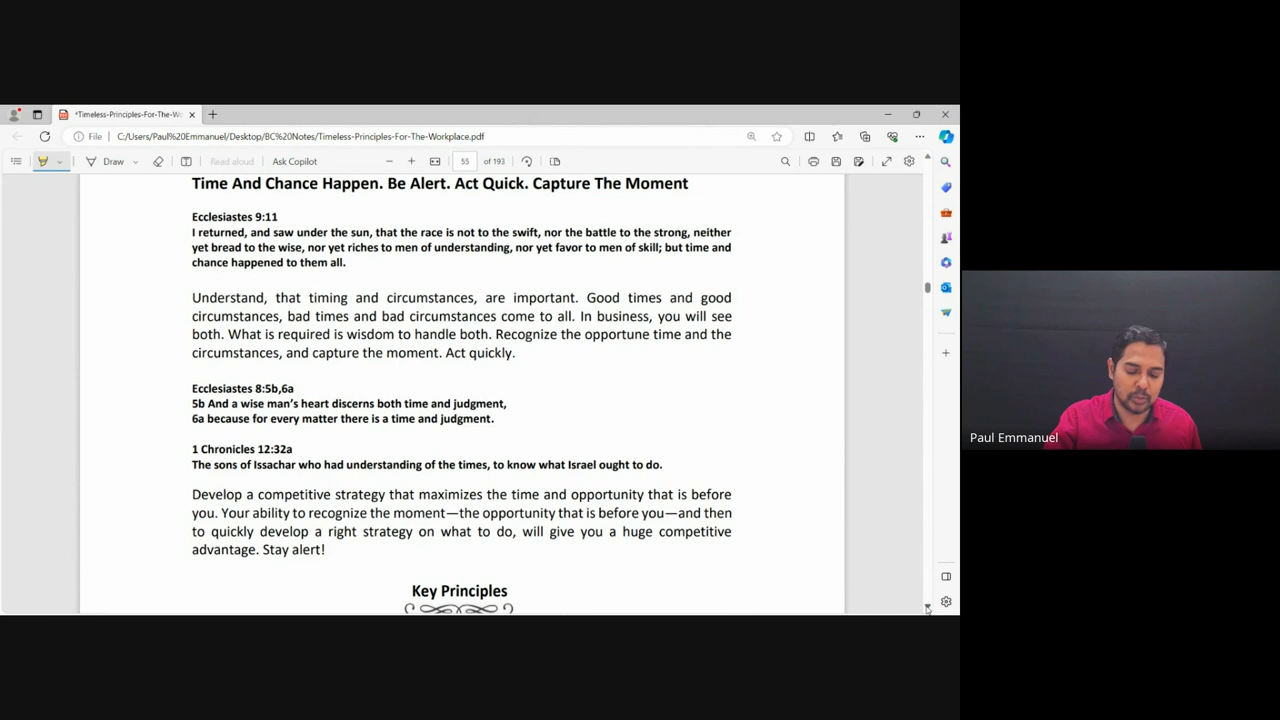 *Timeless-Principles-For-The-Wo
File
C:/Users/Paul%20Emmanuel/Desktop/BC%20Notes/Timeless-Principles-For-The-Workplace.pdf
Draw
Read aloud
Ask Copilot
55
of 193
Time And Chance Happen. Be Alert. Act Quick. Capture The Moment
Ecclesiastes 9:11
I returned, and saw under the sun, that the race is not to the swift, nor the battle to the strong, neither
yet bread to the wise, nor yet riches to men of understanding, nor yet favor to men of skill; but time and
chance happened to them all.
Understand, that timing and circumstances, are important. Good times and good
circumstances, bad times and bad circumstances come to all. In business, you will see
both. What is required is wisdom to handle both. Recognize the opportune time and the
circumstances, and capture the moment. Act quickly.
Ecclesiastes 8:5b,6a
5b And a wise man's heart discerns both time and judgment,
6a because for every matter there is a time and judgment.
1 Chronicles 12:32a
The sons of Issachar who had understanding of the times, to know what Israel ought to do.
Develop a competitive strategy that maximizes the time and opportunity that is before
you. Your ability to recognize the moment—the opportunity that is before you—and then
to quickly develop a right strategy on what to do, will give you a huge competitive
advantage. Stay alert!
Key Principles
Paul Emmanuel